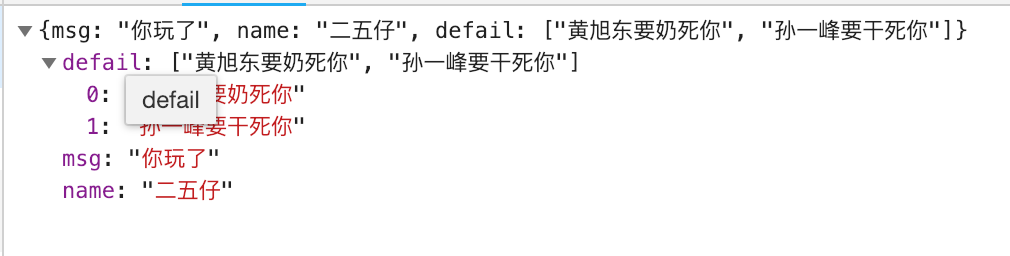 {msg: "你玩了", name: "二五仔", defail: ["黄旭东要奶死你", "孙一峰要干死你"]}
defail: ["黄旭东要奶死你", "孙一峰要干死你"]
0: 要奶死你"
defail
1: "孙一峰要干死你"
msg: "你玩了"
name: "二五仔"